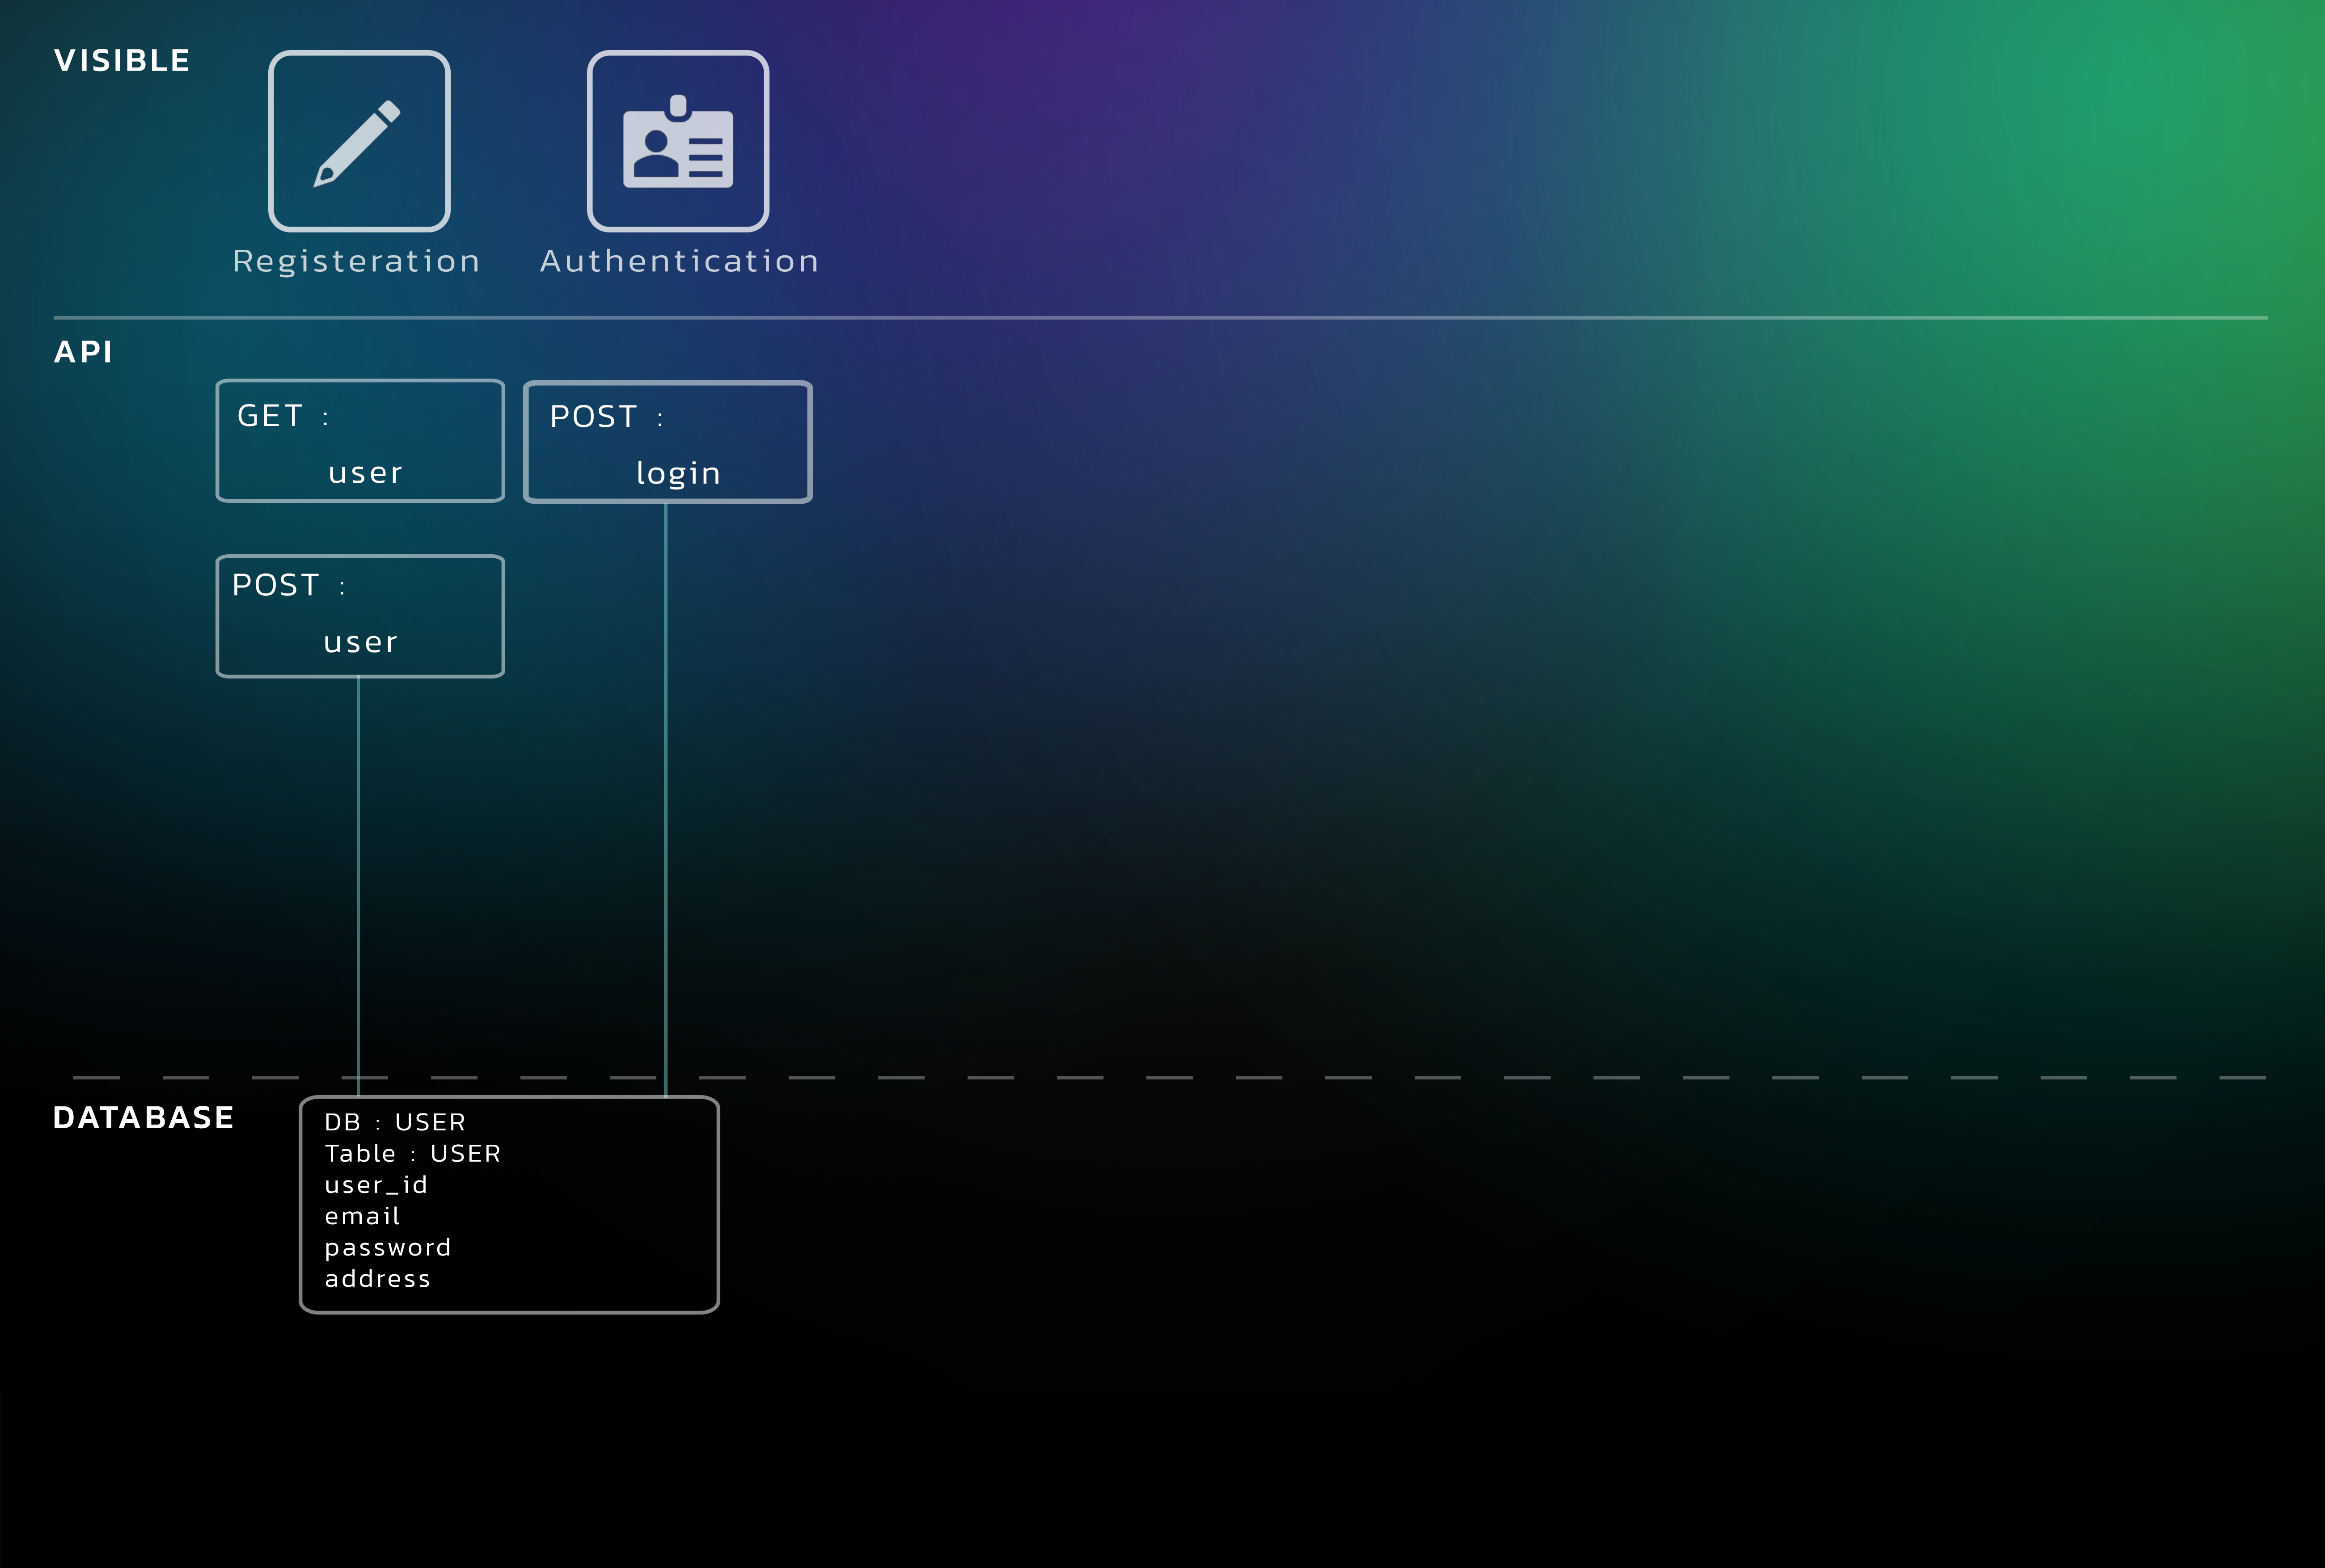 VISIBLE
Registeration
Authentication
API
GET :
user
POST :
login
POST :
user
DATABASE
DB : USER
Table : USER
user_id
email
password
address